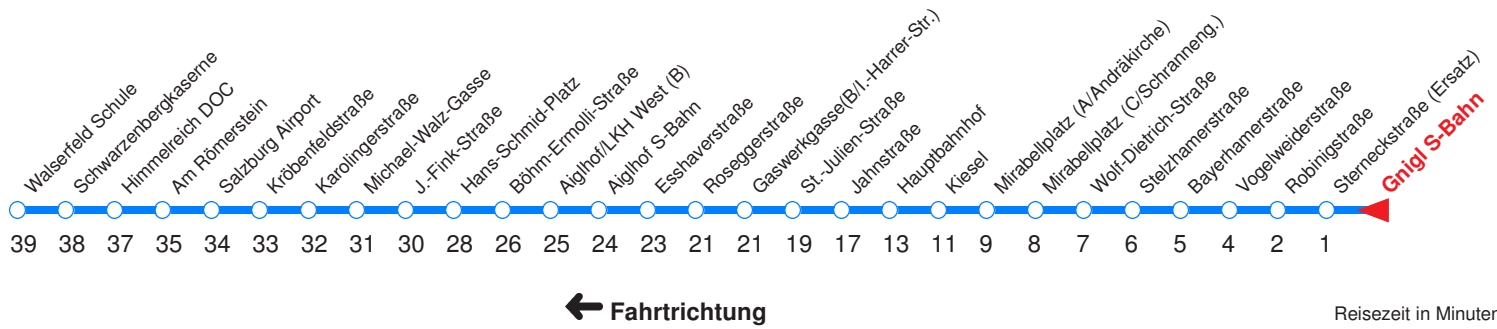 Walserfeld Schule
Schwarzenbergkaserne
Himmelreich DOC
Am Römerstein
Salzburg Airport
Kröbenfeldstraße
Karolingerstraße
Michael-Walz-Gasse
J.-Fink-Straße
Hans-Schmid-Platz
Böhm-Ermolli-Straße
Aiglhof/LKH West (B)
Aiglhof S-Bahn
Esshaverstraße
Roseggerstraße
Gaswerkgasse(B/I.-Harrer-Str.)
St.-Julien-Straße
Jahnstraße
Hauptbahnhof
Kiesel
Mirabellplatz (A/Andräkirche)
Mirabellplatz (C/Schranneng.)
Wolf-Dietrich-Straße
Stelzhamerstraße
Bayerhamerstraße
Vogelweiderstraße
Robinigstraße
Sterneckstraße (Ersatz)
Gnigl S-Bahn
39 38 37 35 34 33 32 31 30 28 26 25 24 23 21 21 19 17 13 11 9 8 7 6 5 4 2 1
Fahrtrichtung
Reisezeit in Minuter